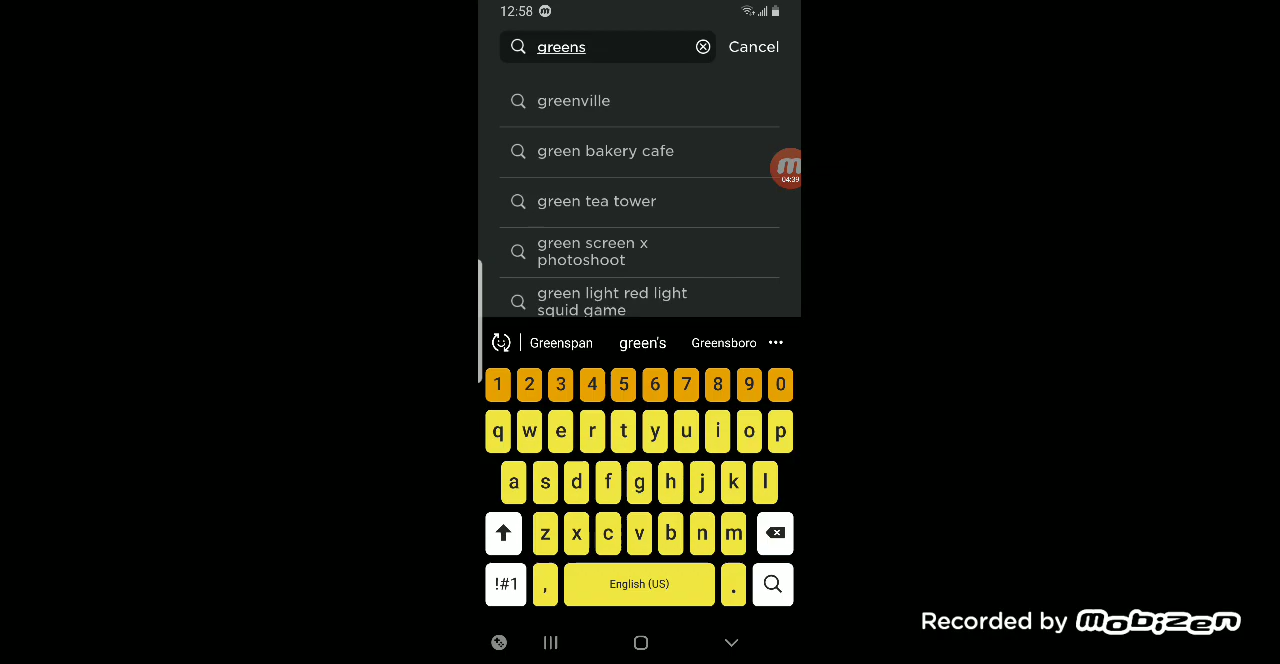 12:58
greens
Cancel
greenville
green bakery cafe
green tea tower
green screen x
photoshoot
green light red light
squid game
m
04:39
Greenspan green's Greensboro
1 2 3 4 5 6 7 8 9 0
q w e r t y u i o p
a s d f g h j k l
z x c v b n m
!#1 , English (US) .
Recorded by mobizen